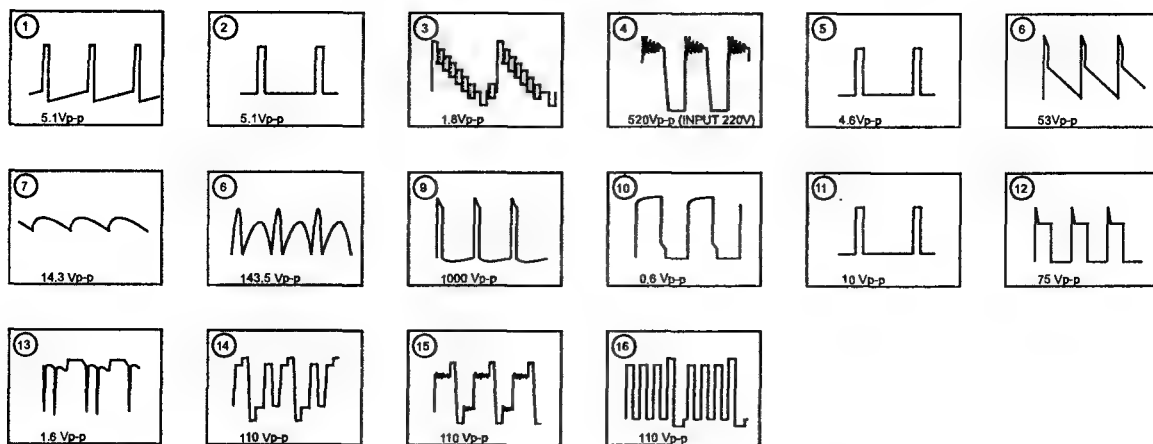 1
5.1Vp-p
2
5.1Vp-p
3
1.8Vp-p
4
520Vp-p (INPUT 220V)
5
4.6Vp-p
6
53Vp-p
7
14.3 Vp-p
6
143.5 Vp-p
9
1000 Vp-p
10
0.6 Vp-p
11
10 Vp-p
12
75 Vp-p
13
1.6 Vp-p
14
110 Vp-p
15
110 Vp-p
16
110 Vp-p